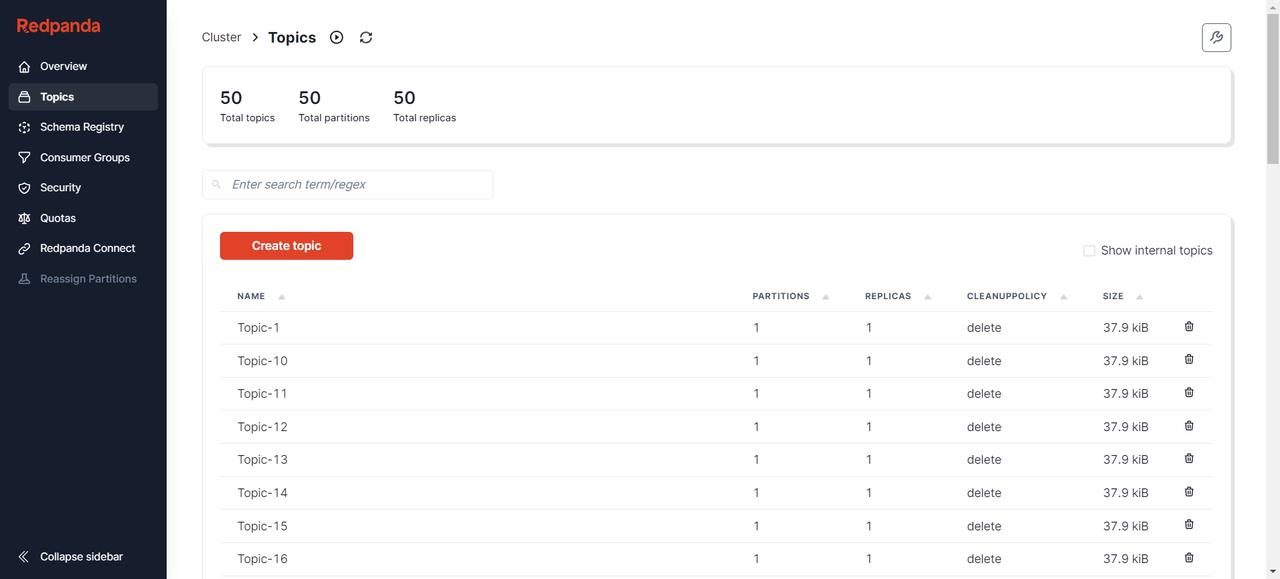 Redpanda
Overview
Topics
Schema Registry
Consumer Groups
Security
Quotas
Redpanda Connect
Reassign Partitions
Collapse sidebar
Cluster > Topics
50 50 50
Total topics Total partitions Total replicas
Enter search term/regex
Create topic
Show internal topics
NAME PARTITIONS REPLICAS CLEANUPPOLICY SIZE
Topic-1 1 1 delete 37.9 kiB
Topic-10 1 1 delete 37.9 kiB
Topic-11 1 1 delete 37.9 kiB
Topic-12 1 1 delete 37.9 kiB
Topic-13 1 1 delete 37.9 kiB
Topic-14 1 1 delete 37.9 kiB
Topic-15 1 1 delete 37.9 kiB
Topic-16 1 1 delete 37.9 kiB